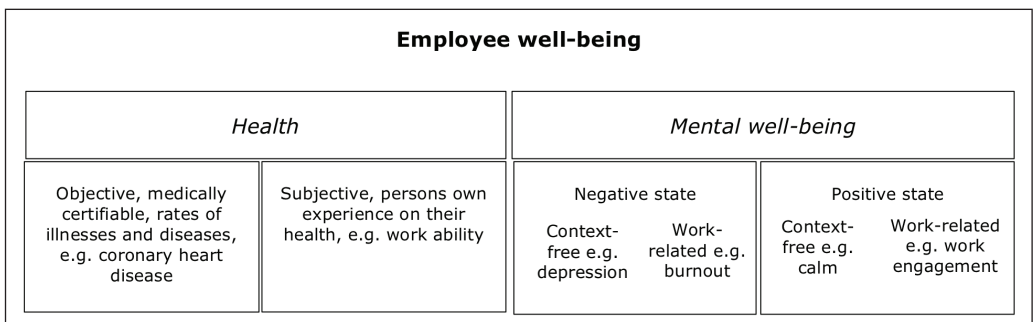 Employee well-being
Health
Mental well-being
Objective, medically
certifiable, rates of
illnesses and diseases,
e.g. coronary heart
disease
Subjective, persons own
experience on their
health, e.g. work ability
Negative state
Context-
free e.g.
depression
Work-
related e.g.
burnout
Positive state
Context-
free e.g.
calm
Work-related
e.g. work
engagement